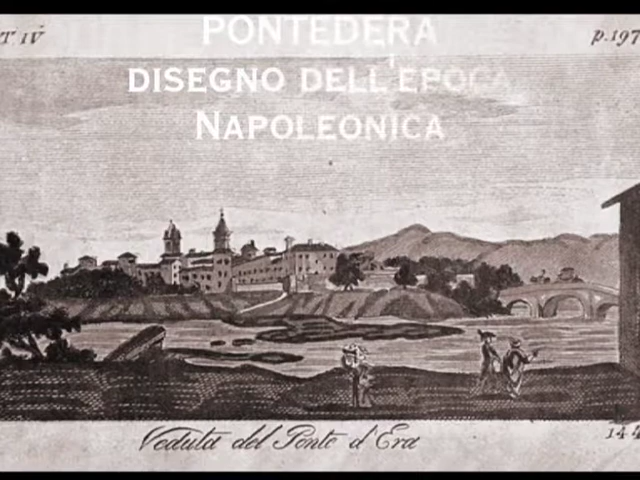 PONTEDERA
T IV
p.197
DISEGNO DELL'EPOCA
NAPOLEONICA
Veduta del Ponte d'Era
144